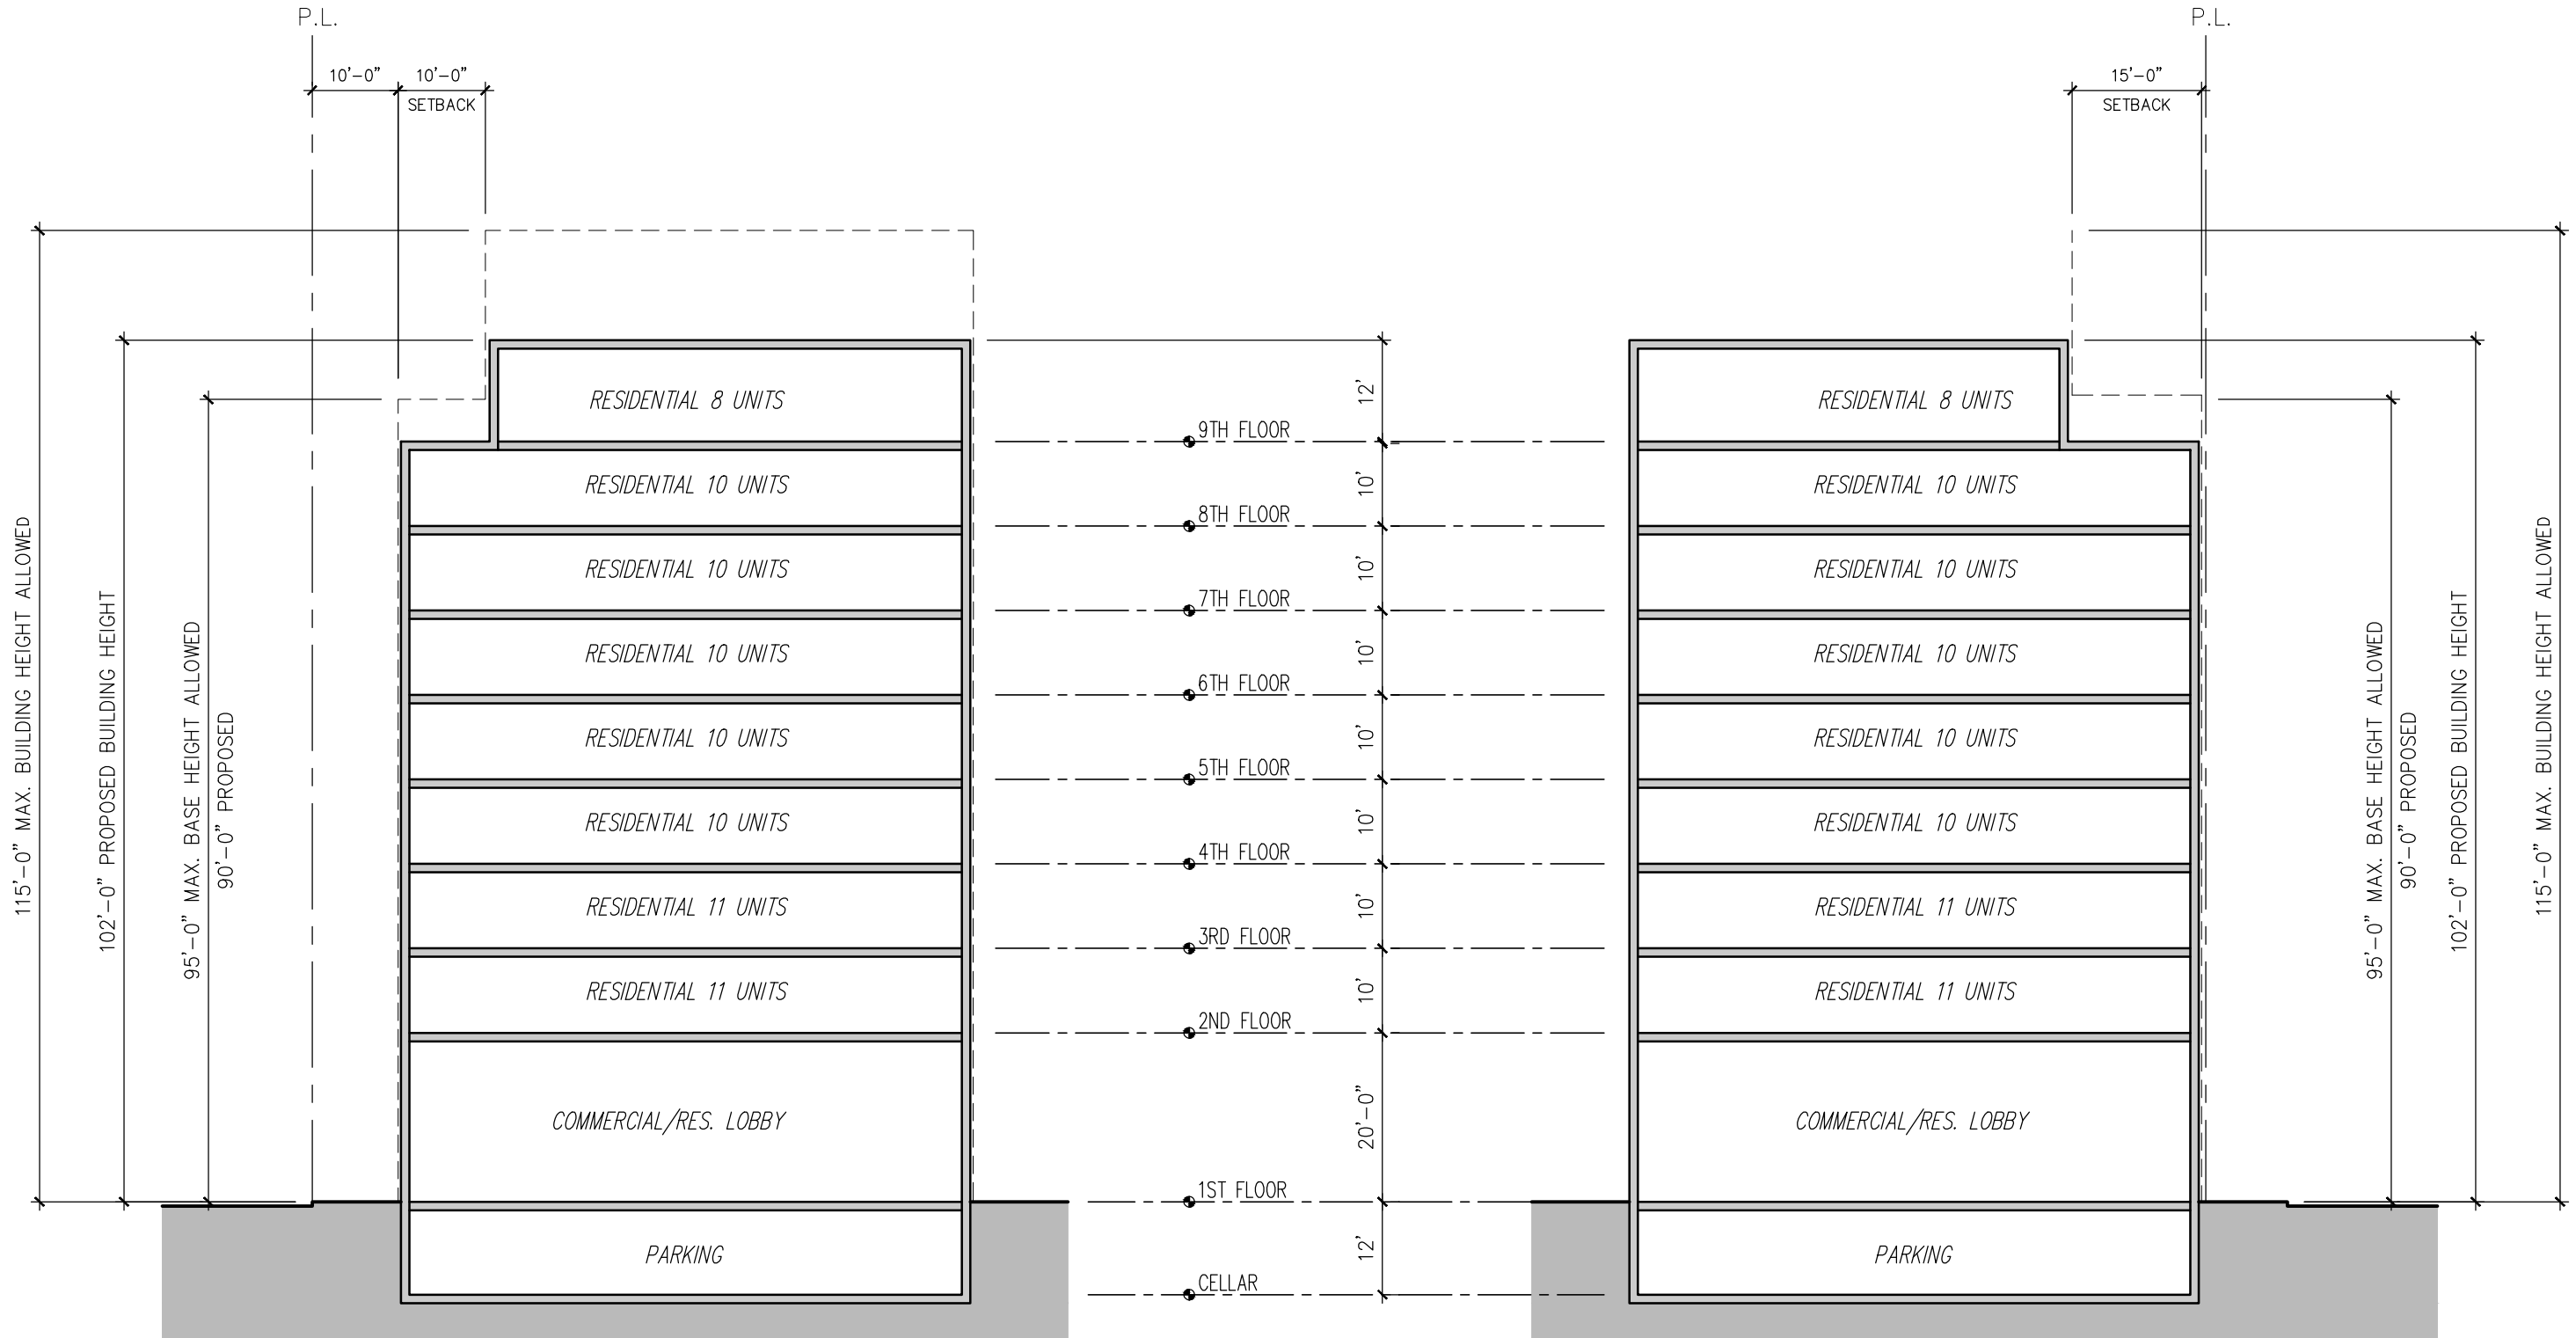 P.L.
P.L.
10'-0"
10'-0"
SETBACK
15'-0"
SETBACK
115'-0" MAX. BUILDING HEIGHT ALLOWED
102'-0" PROPOSED BUILDING HEIGHT
95'-0" MAX. BASE HEIGHT ALLOWED
90'-0" PROPOSED
RESIDENTIAL 8 UNITS
RESIDENTIAL 10 UNITS
RESIDENTIAL 10 UNITS
RESIDENTIAL 10 UNITS
RESIDENTIAL 10 UNITS
RESIDENTIAL 10 UNITS
RESIDENTIAL 11 UNITS
RESIDENTIAL 11 UNITS
COMMERCIAL/RES. LOBBY
PARKING
9TH FLOOR
8TH FLOOR
7TH FLOOR
6TH FLOOR
5TH FLOOR
4TH FLOOR
3RD FLOOR
2ND FLOOR
1ST FLOOR
CELLAR
12'
10'
10'
10'
10'
10'
10'
10'
20'-0"
12'
RESIDENTIAL 8 UNITS
RESIDENTIAL 10 UNITS
RESIDENTIAL 10 UNITS
RESIDENTIAL 10 UNITS
RESIDENTIAL 10 UNITS
RESIDENTIAL 10 UNITS
RESIDENTIAL 11 UNITS
RESIDENTIAL 11 UNITS
COMMERCIAL/RES. LOBBY
PARKING
95'-0" MAX. BASE HEIGHT ALLOWED
90'-0" PROPOSED
102'-0" PROPOSED BUILDING HEIGHT
115'-0" MAX. BUILDING HEIGHT ALLOWED